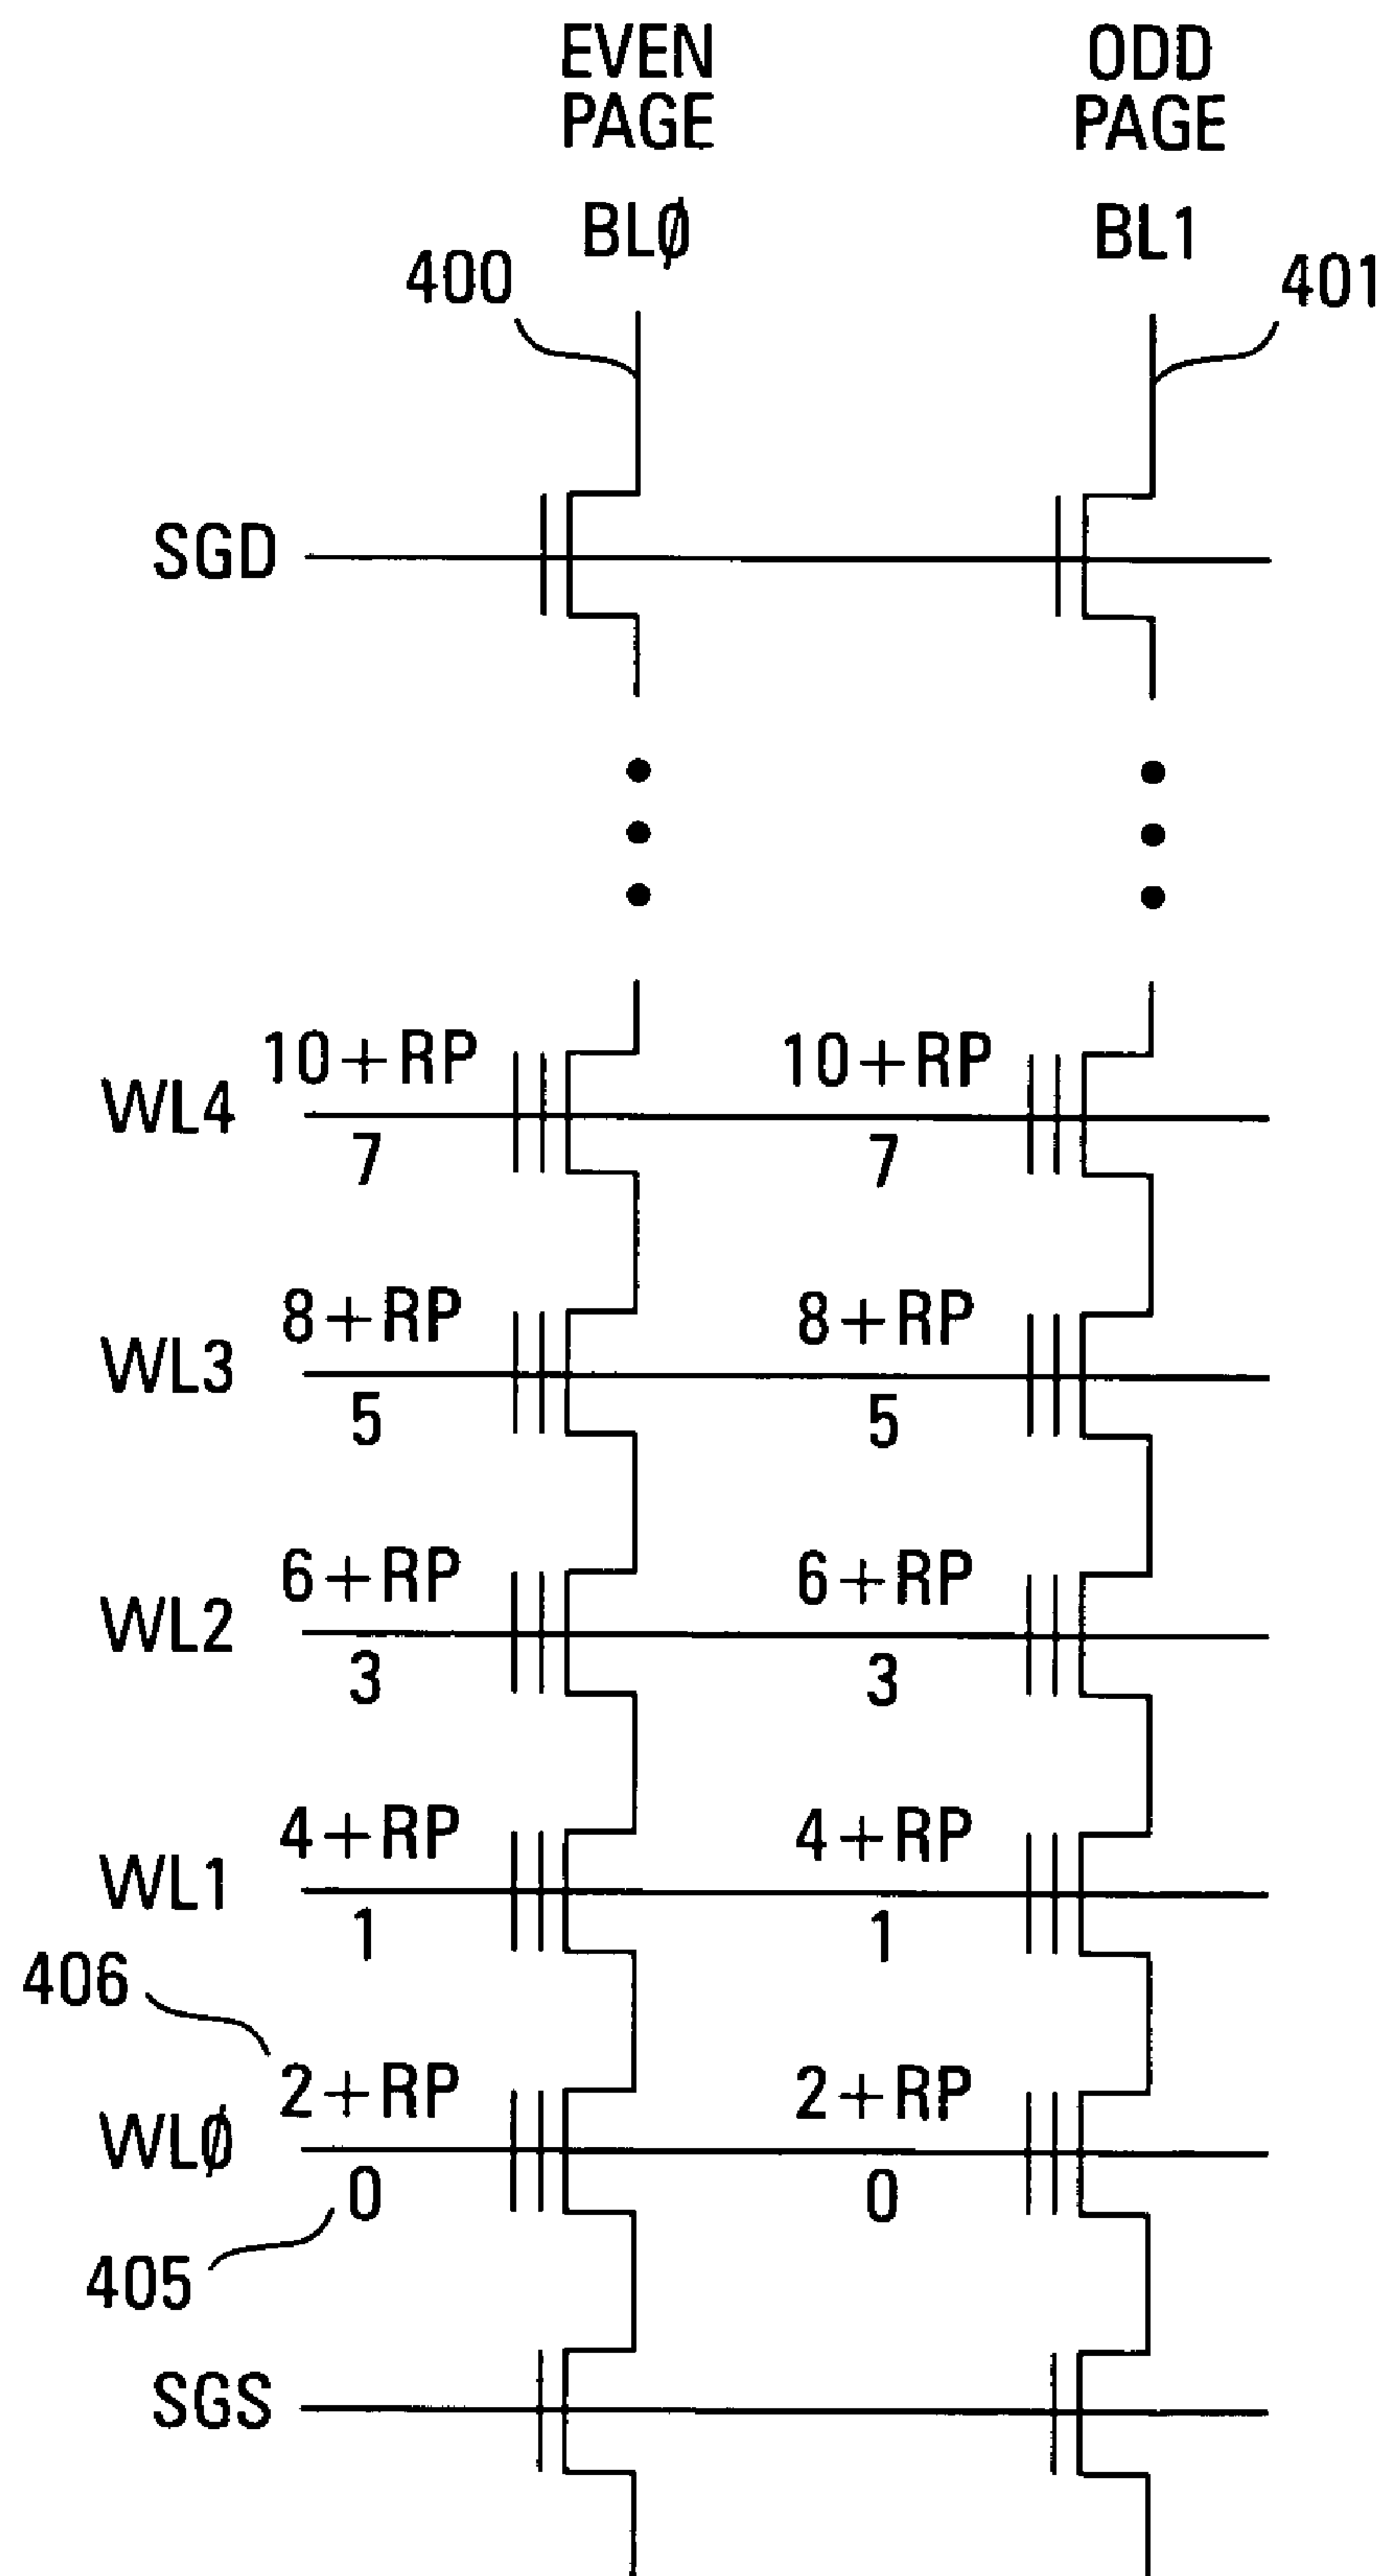 EVEN PAGE
ODD PAGE
BLØ
BL1
400
401
SGD
10+RP
10+RP
WL4
7
7
8+RP
8+RP
WL3
5
5
6+RP
6+RP
WL2
3
3
4+RP
4+RP
WL1
1
1
406
2+RP
2+RP
WLØ
0
0
405
SGS